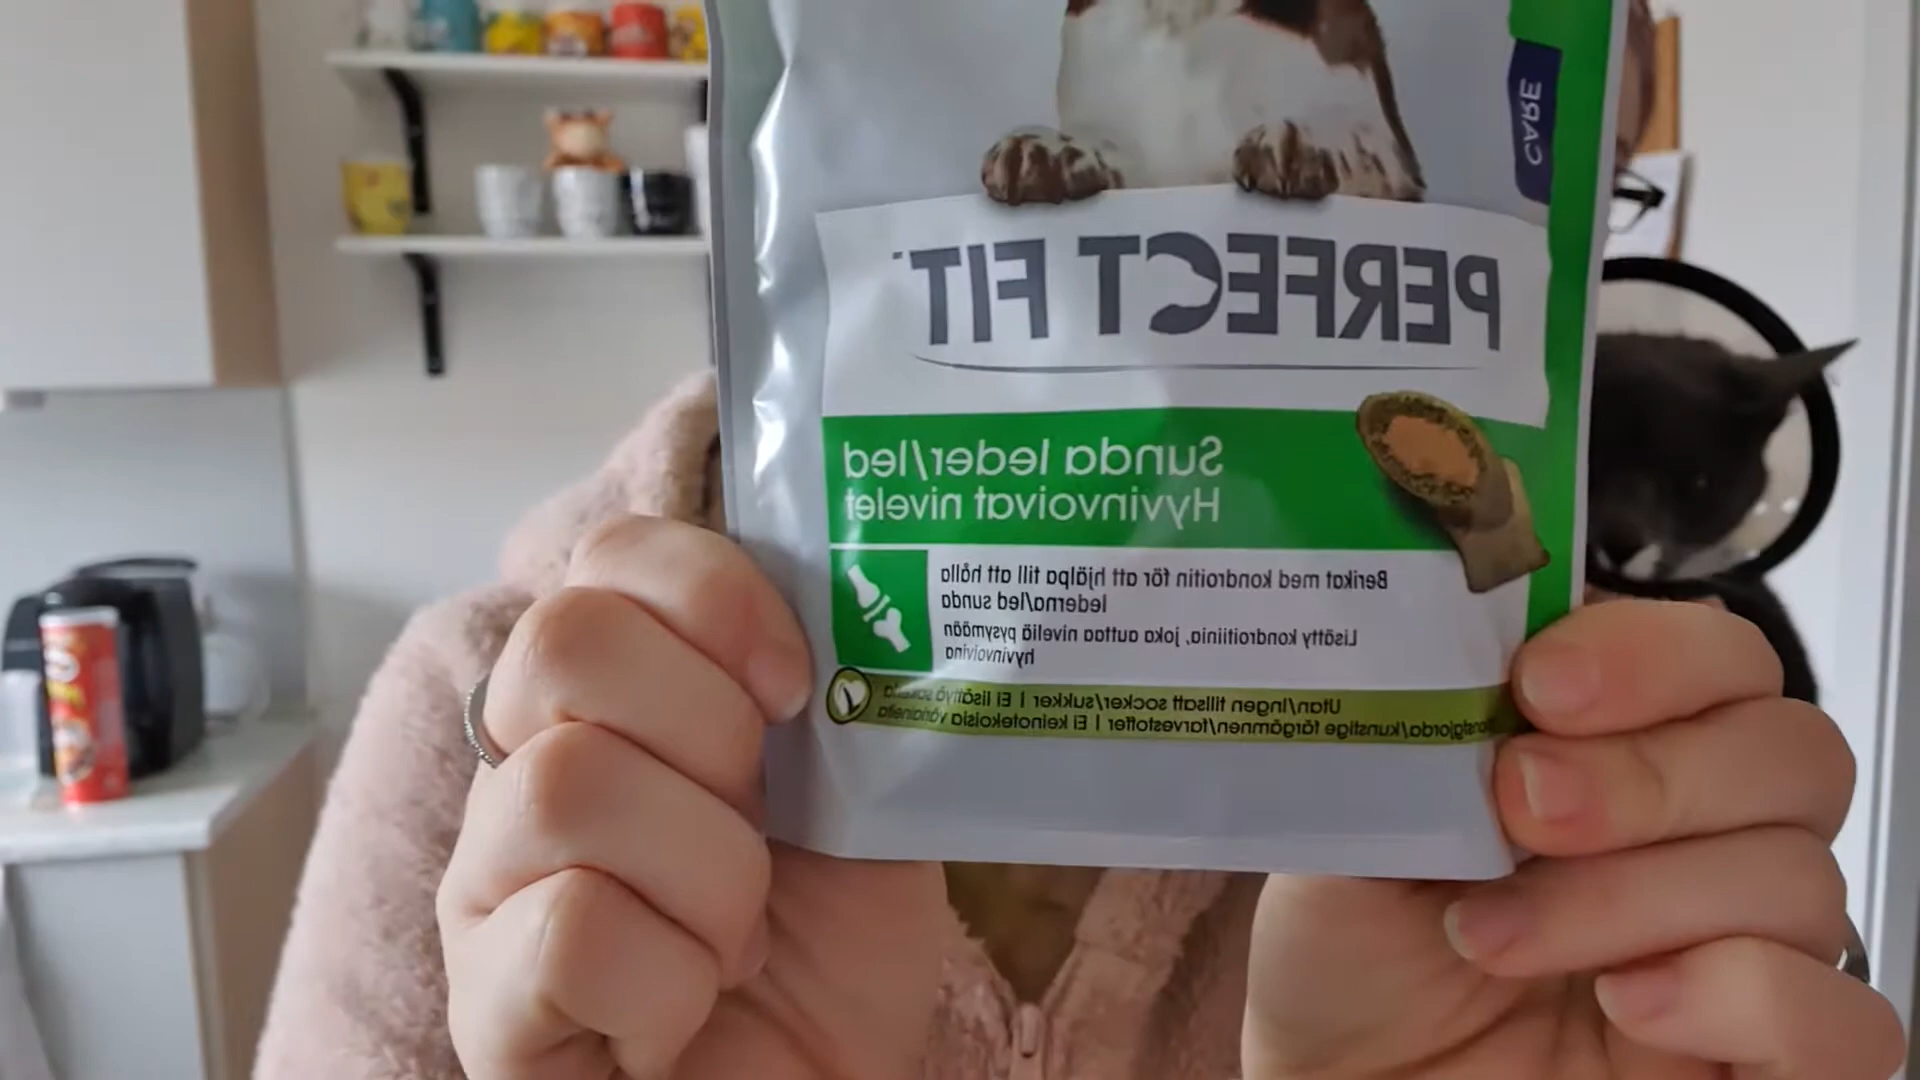 CARE
PERFECT FIT™
Sunda leder/led
Hyvinvoivat nivelet
Berikat med kondroitin för att hjälpa till att hålla
lederna/led sunda
Lisätty kondroitiinia, joka auttaa niveliä pysymään
hyvinvoivina
Utan/Ingen tillsatt socker/sukker | Ei lisättyä
konstgjorda/kunstige färgämnen/farvestoffer | Ei keinotekoisia väriaineita